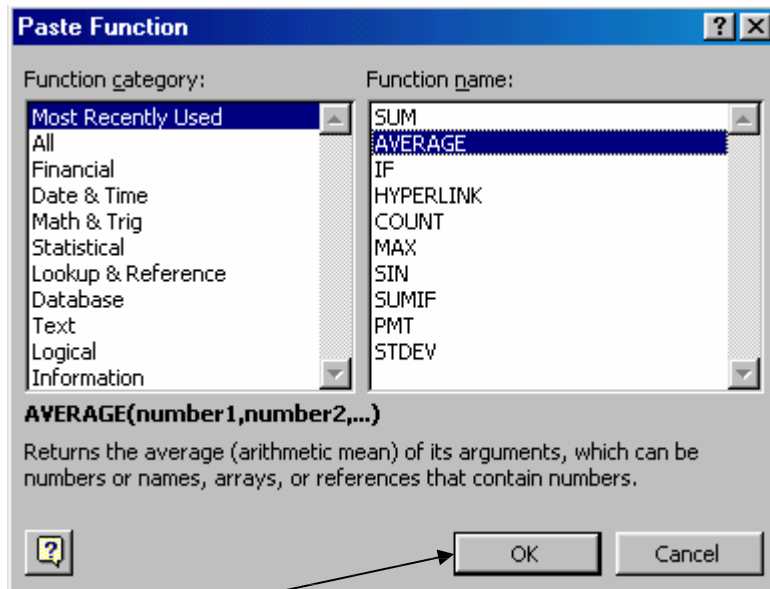 Paste Function
Function category:
Function name:
Most Recently Used
All
Financial
Date & Time
Math & Trig
Statistical
Lookup & Reference
Database
Text
Logical
Information
SUM
AVERAGE
IF
HYPERLINK
COUNT
MAX
SIN
SUMIF
PMT
STDEV
AVERAGE(number1,number2,...)
Returns the average (arithmetic mean) of its arguments, which can be
numbers or names, arrays, or references that contain numbers.
OK
Cancel